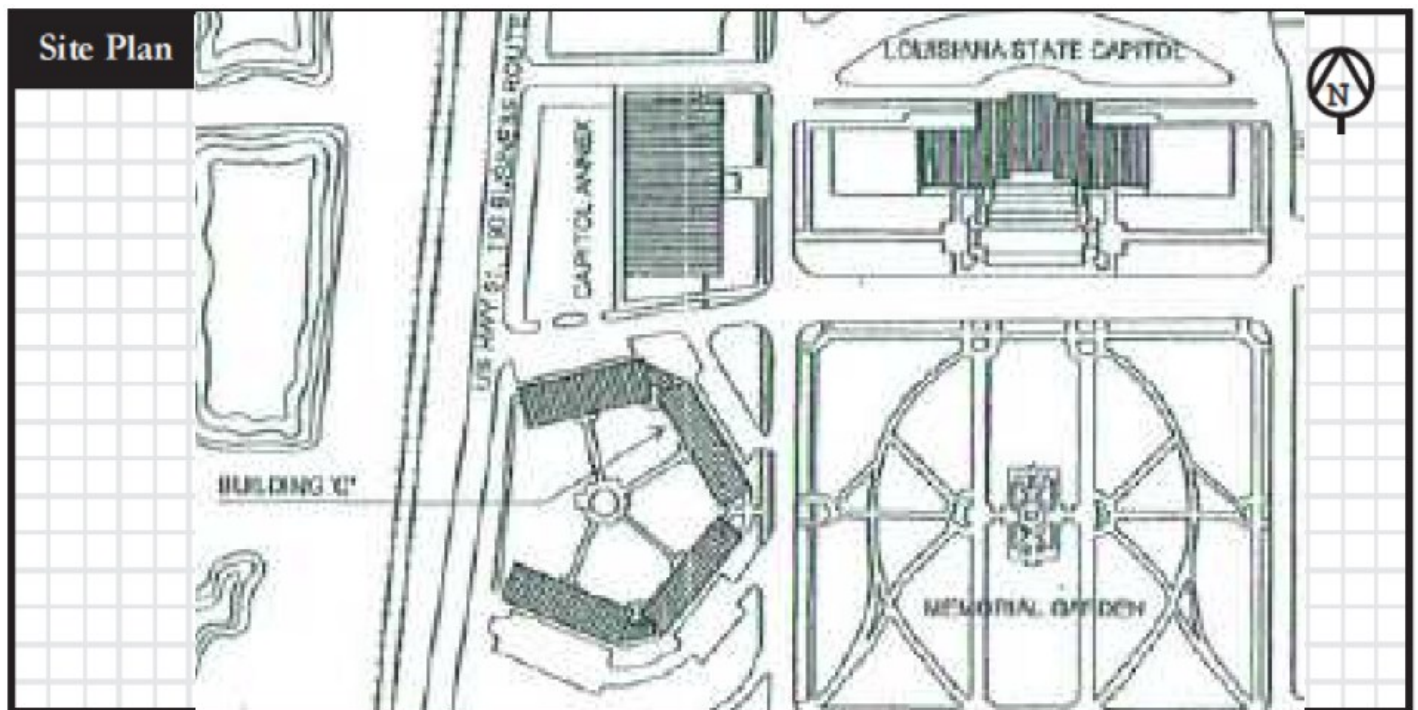 Site Plan
LOUISIANA STATE CAPITOL
N
US HWY 61, 190 BUSINESS ROUTE
CAPITOL ANNEX
BUILDING 'C'
MEMORIAL GARDEN